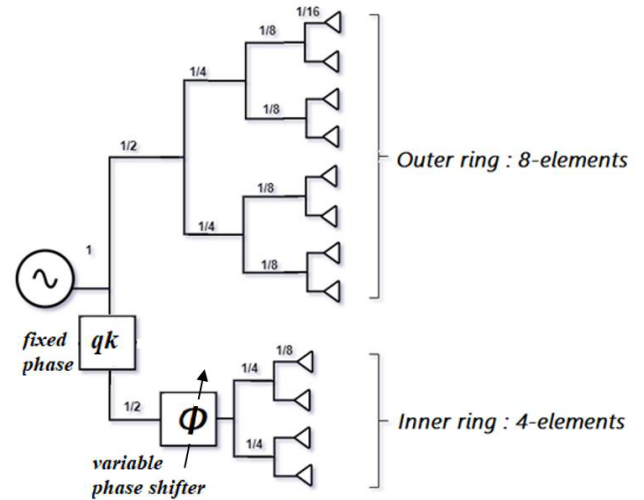 1/16
1/8
1/4
1/8
1/2
Outer ring : 8-elements
1/8
1/4
1/8
1
fixed
phase
qk
1/8
1/4
1/2
Φ
Inner ring : 4-elements
1/4
variable
phase shifter